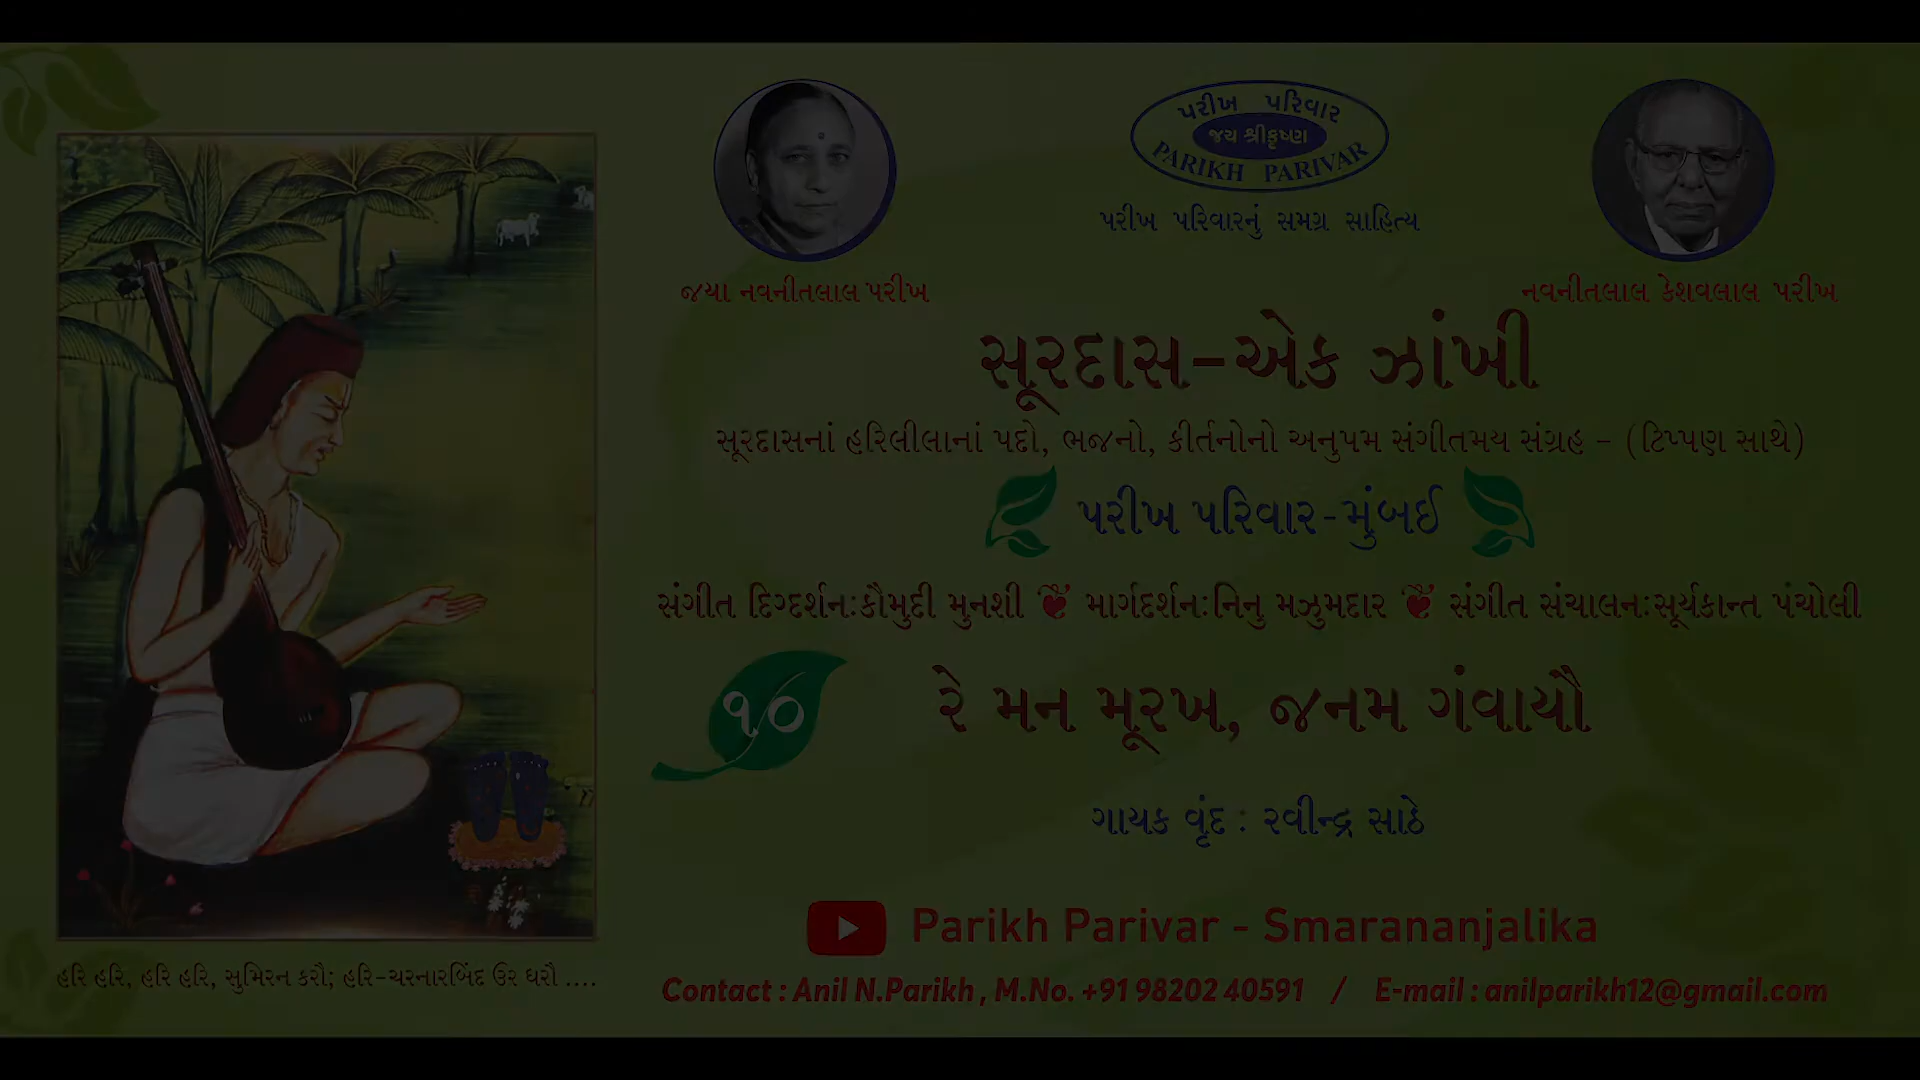 પરીખ પરિવાર
જય શ્રીકૃષ્ણ
PARIKH PARIVAR
પરીખ પરિવારનું સમગ્ર સાહિત્ય
જયા નવનીતલાલ પરીખ
નવનીતલાલ કેશવલાલ પરીખ
સૂરદાસ-એક ઝાંખી
સૂરદાસનાં હરિલીલાનાં પદો, ભજનો, કીર્તનોનો અનુપમ સંગીતમય સંગ્રહ - (ટિપ્પણ સાથે)
પરીખ પરિવાર-મુંબઈ
સંગીત દિગ્દર્શન:કૌમુદી મુનશી માર્ગદર્શન:નિનુ મઝુમદાર સંગીત સંચાલન:સૂર્યકાન્ત પંચોલી
૧૦ રે મન મૂરખ, જનમ ગંવાયૌ
ગાયક વૃંદ : રવીન્દ્ર સાઠે
Parikh Parivar - Smarananjalika
હરિ હરિ, હરિ હરિ, સુમિરન કરૌ; હરિ-ચરનારબિંદ ઉર ધરૌ ....
Contact : Anil N.Parikh , M.No. +91 98202 40591 / E-mail : anilparikh12@gmail.com